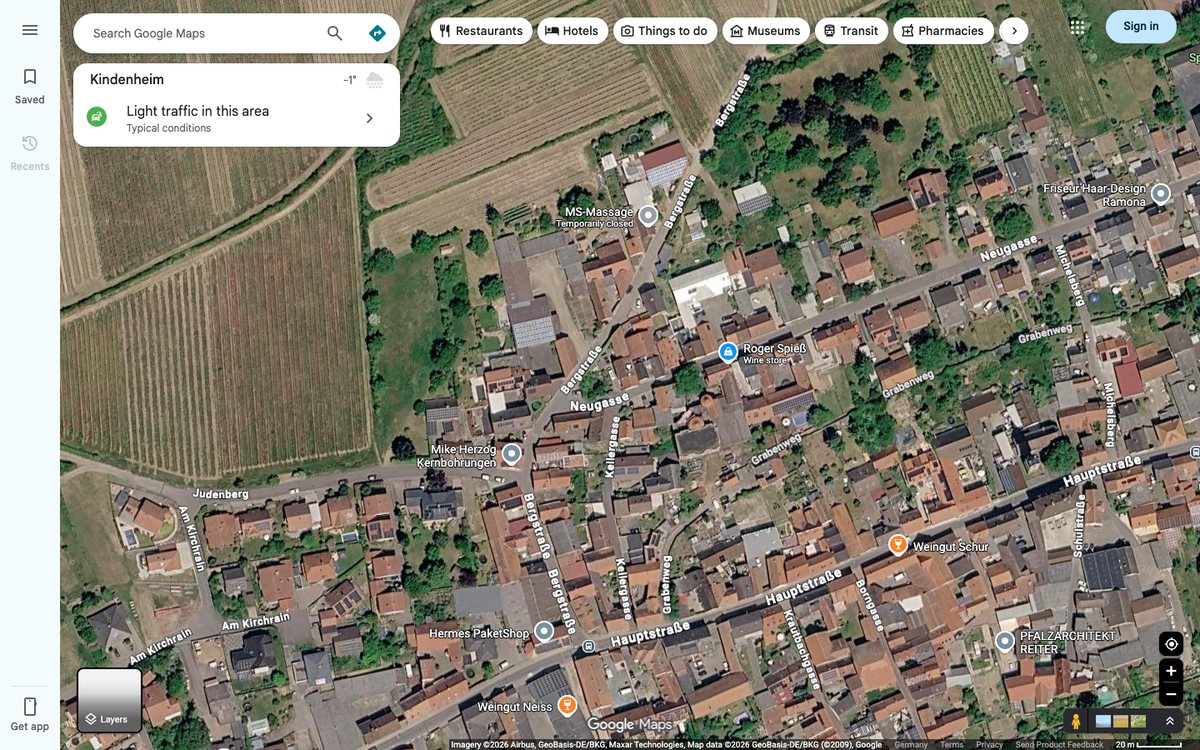 Search Google Maps
Restaurants
Hotels
Things to do
Museums
Transit
Pharmacies
Sign in
Saved
Recents
Kindenheim
-1°
Light traffic in this area
Typical conditions
Bergstraße
MS-Massage
Temporarily closed
Bergstraße
Friseur Haar-Design
Ramona
Neugasse
Michelsberg
Grabenweg
Roger Spieß
Wine store
Bergstraße
Neugasse
Grabenweg
Michelsberg
Kellergasse
Grabenweg
Mike Herzog
Kernbohrungen
Hauptstraße
Judenberg
Am Kirchrain
Bergstraße
Schulstraße
Weingut Schur
Kellergasse
Grabenweg
Bergstraße
Hauptstraße
Borngasse
Krautbachgasse
Am Kirchrain
Am Kirchrain
Hermes PaketShop
Hauptstraße
PFALZARCHITEKT
REITER
Weingut Neiss
Google Maps
Layers
Get app
Imagery ©2026 Airbus, GeoBasis-DE/BKG, Maxar Technologies, Map data ©2026 GeoBasis-DE/BKG (©2009), Google
Germany
Terms
Privacy
Send Product Feedback
20 m